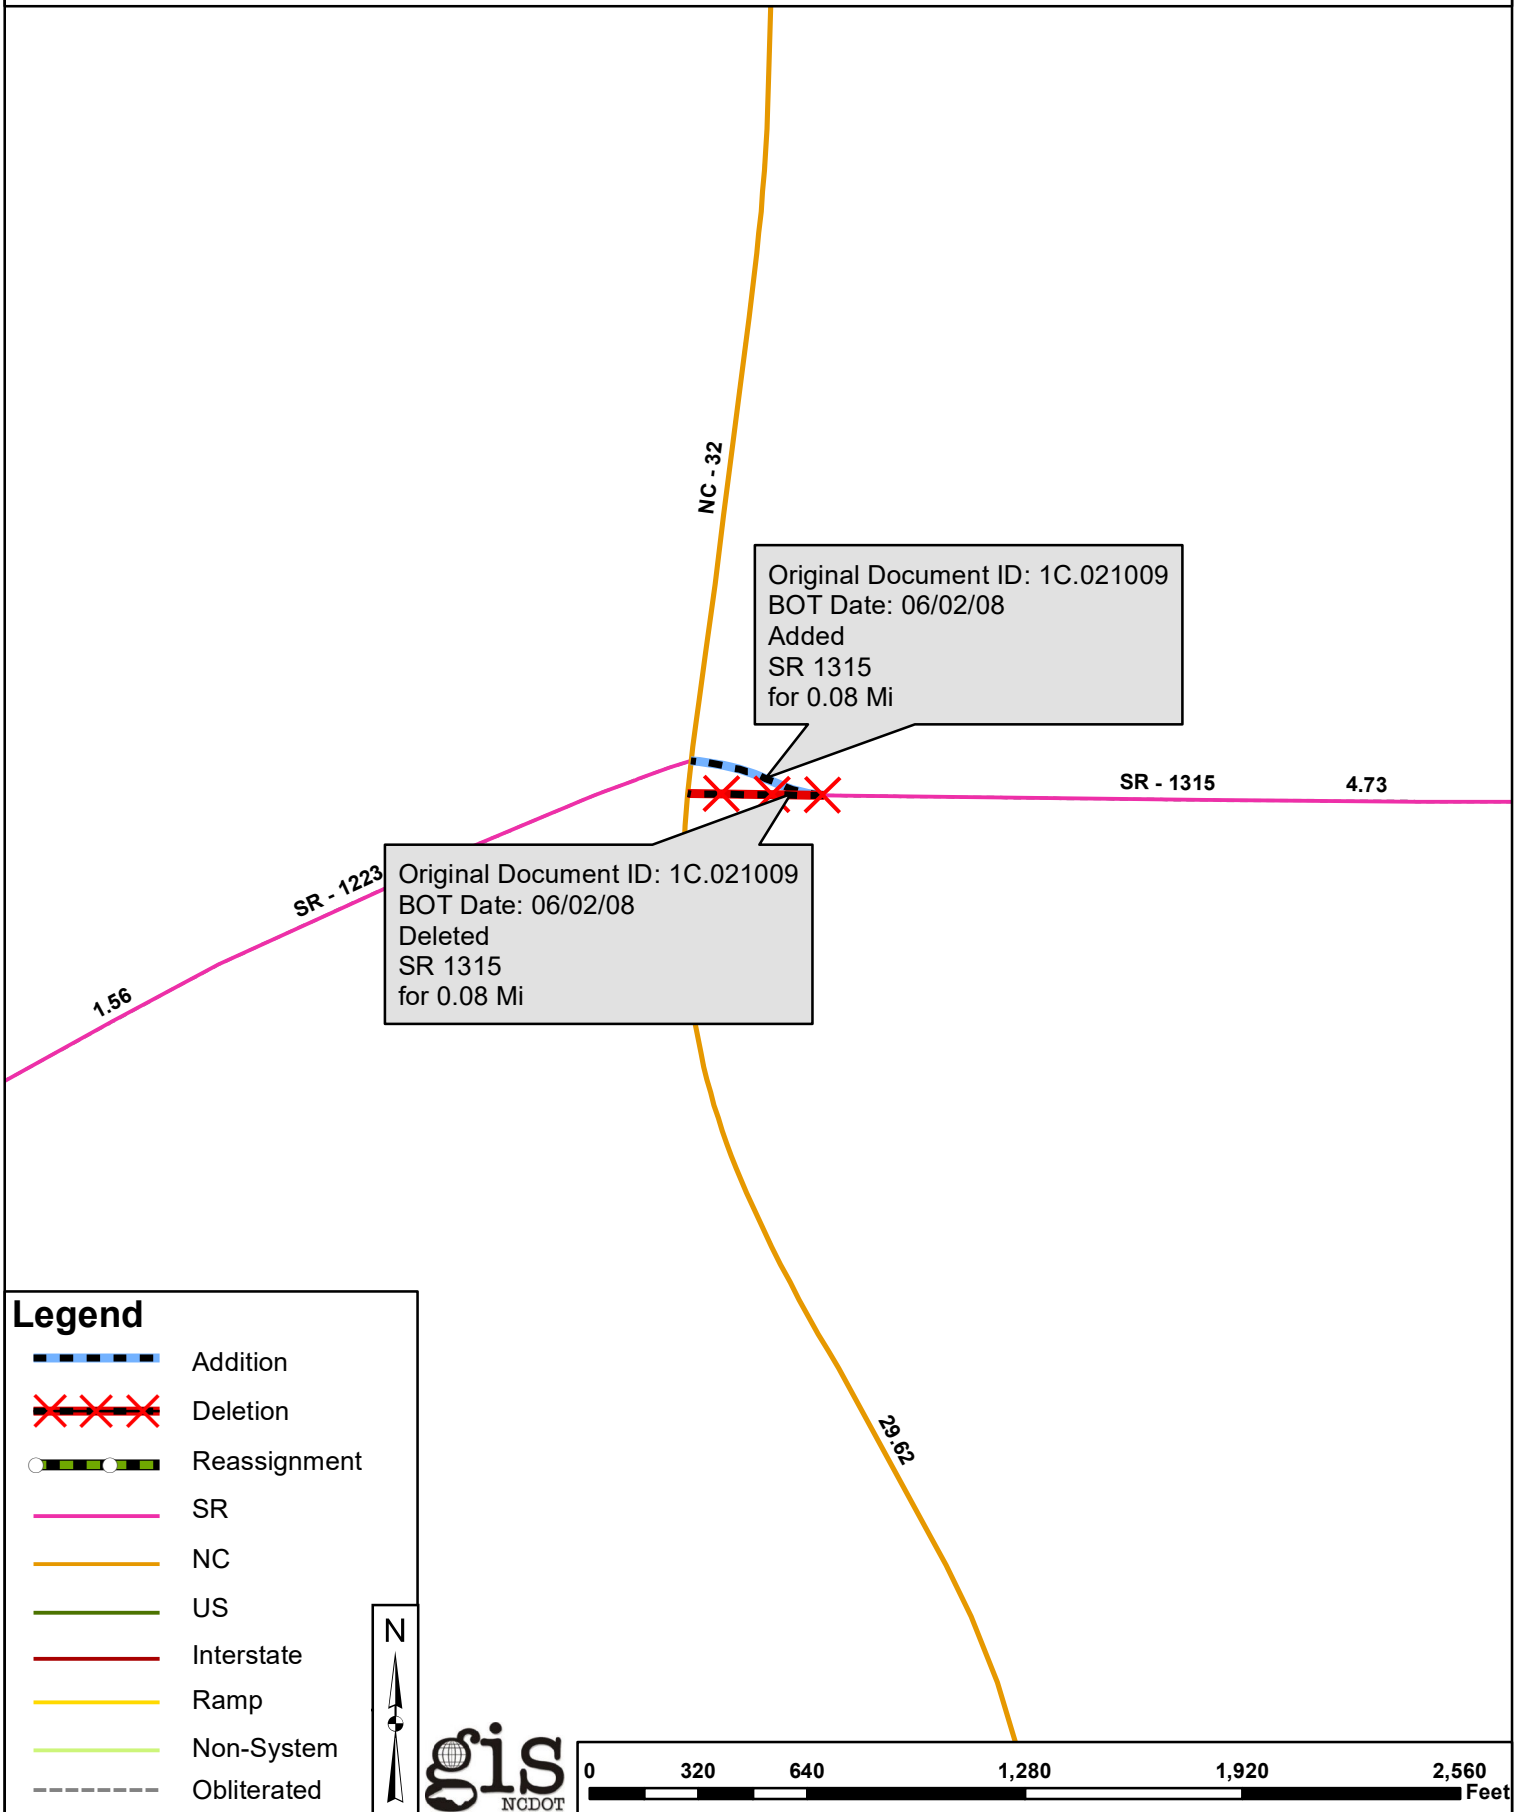 NC - 32
Original Document ID: 1C.021009
BOT Date: 06/02/08
Added
SR 1315
for 0.08 Mi
SR - 1315
4.73
SR - 1223
Original Document ID: 1C.021009
BOT Date: 06/02/08
Deleted
SR 1315
for 0.08 Mi
1.56
29.62
Legend
Addition
Deletion
Reassignment
SR
NC
US
Interstate
Ramp
Non-System
Obliterated
N
gis
NCDOT
0 320 640 1,280 1,920 2,560
Feet